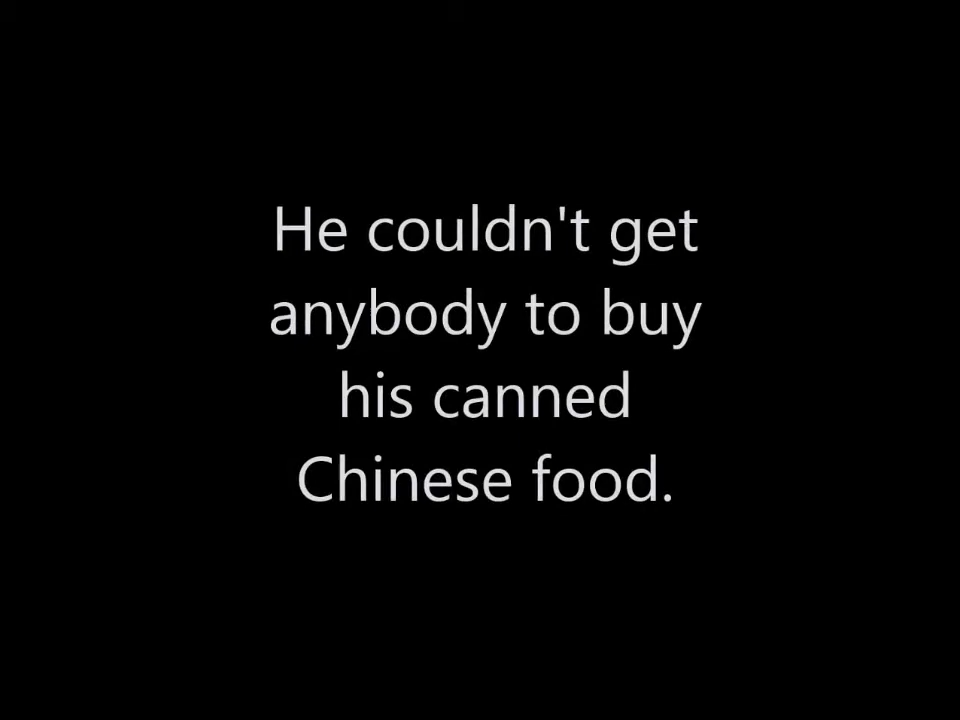 He couldn't get
anybody to buy
his canned
Chinese food.